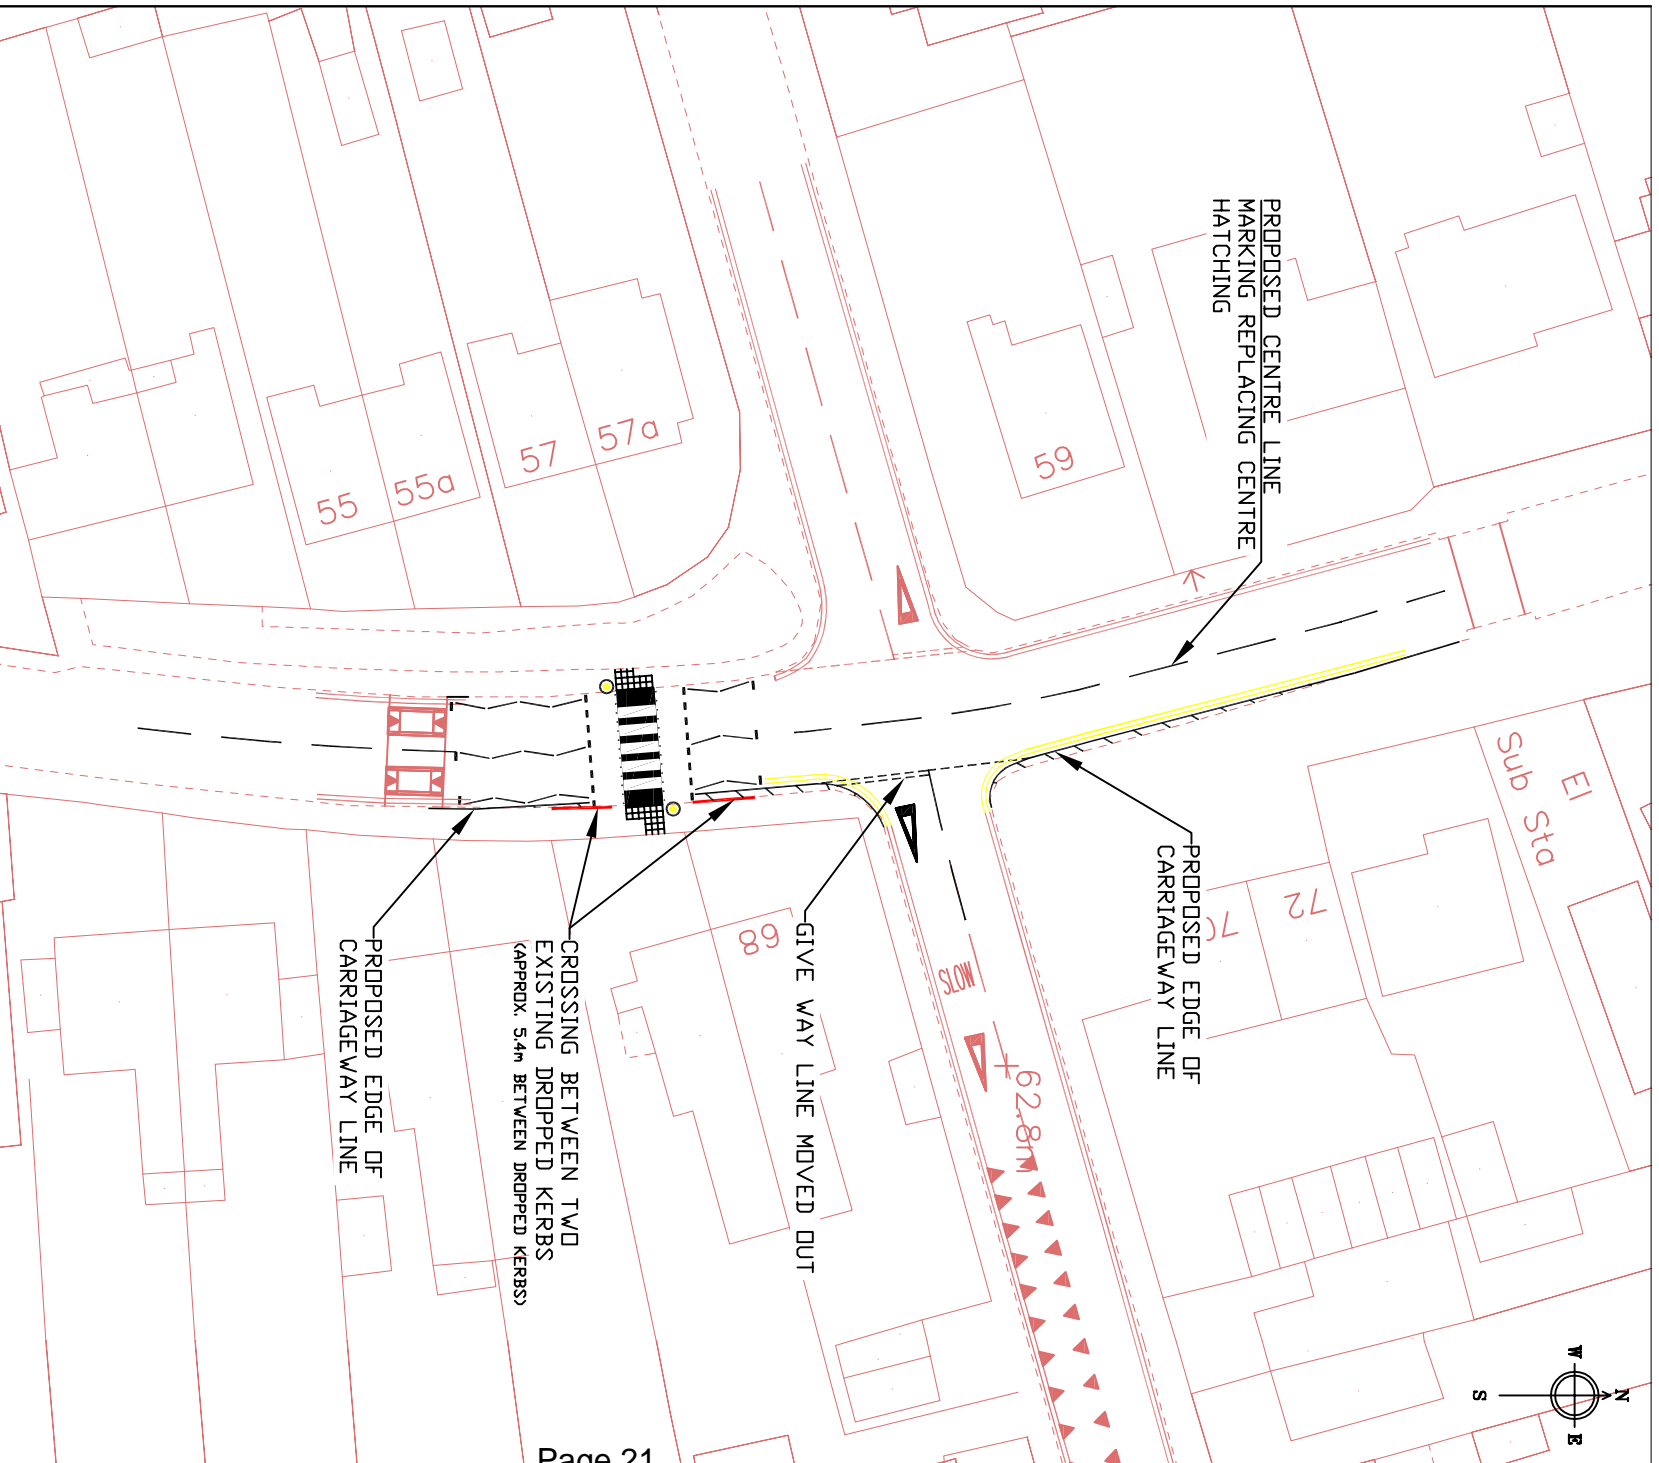 PROPOSED CENTRE LINE
MARKING REPLACING CENTRE
HATCHING
59
57a
57
55a
55
El
Sub Sta
72
70
PROPOSED EDGE OF
CARRIAGEWAY LINE
62.8m
SLOW
GIVE WAY LINE MOVED OUT
68
CROSSING BETWEEN TWO
EXISTING DROPPED KERBS
(APPROX. 5.4m BETWEEN DROPPED KERBS)
PROPOSED EDGE OF
CARRIAGEWAY LINE
N
W
E
S
Page 21